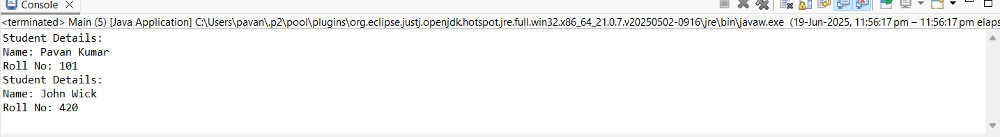 Console
<terminated> Main (5) [Java Application] C:\Users\pavan\.p2\pool\plugins\org.eclipse.justj.openjdk.hotspot.jre.full.win32.x86_64_21.0.7.v20250502-0916\jre\bin\javaw.exe (19-Jun-2025, 11:56:17 pm – 11:56:17 pm elaps
Student Details:
Name: Pavan Kumar
Roll No: 101
Student Details:
Name: John Wick
Roll No: 420